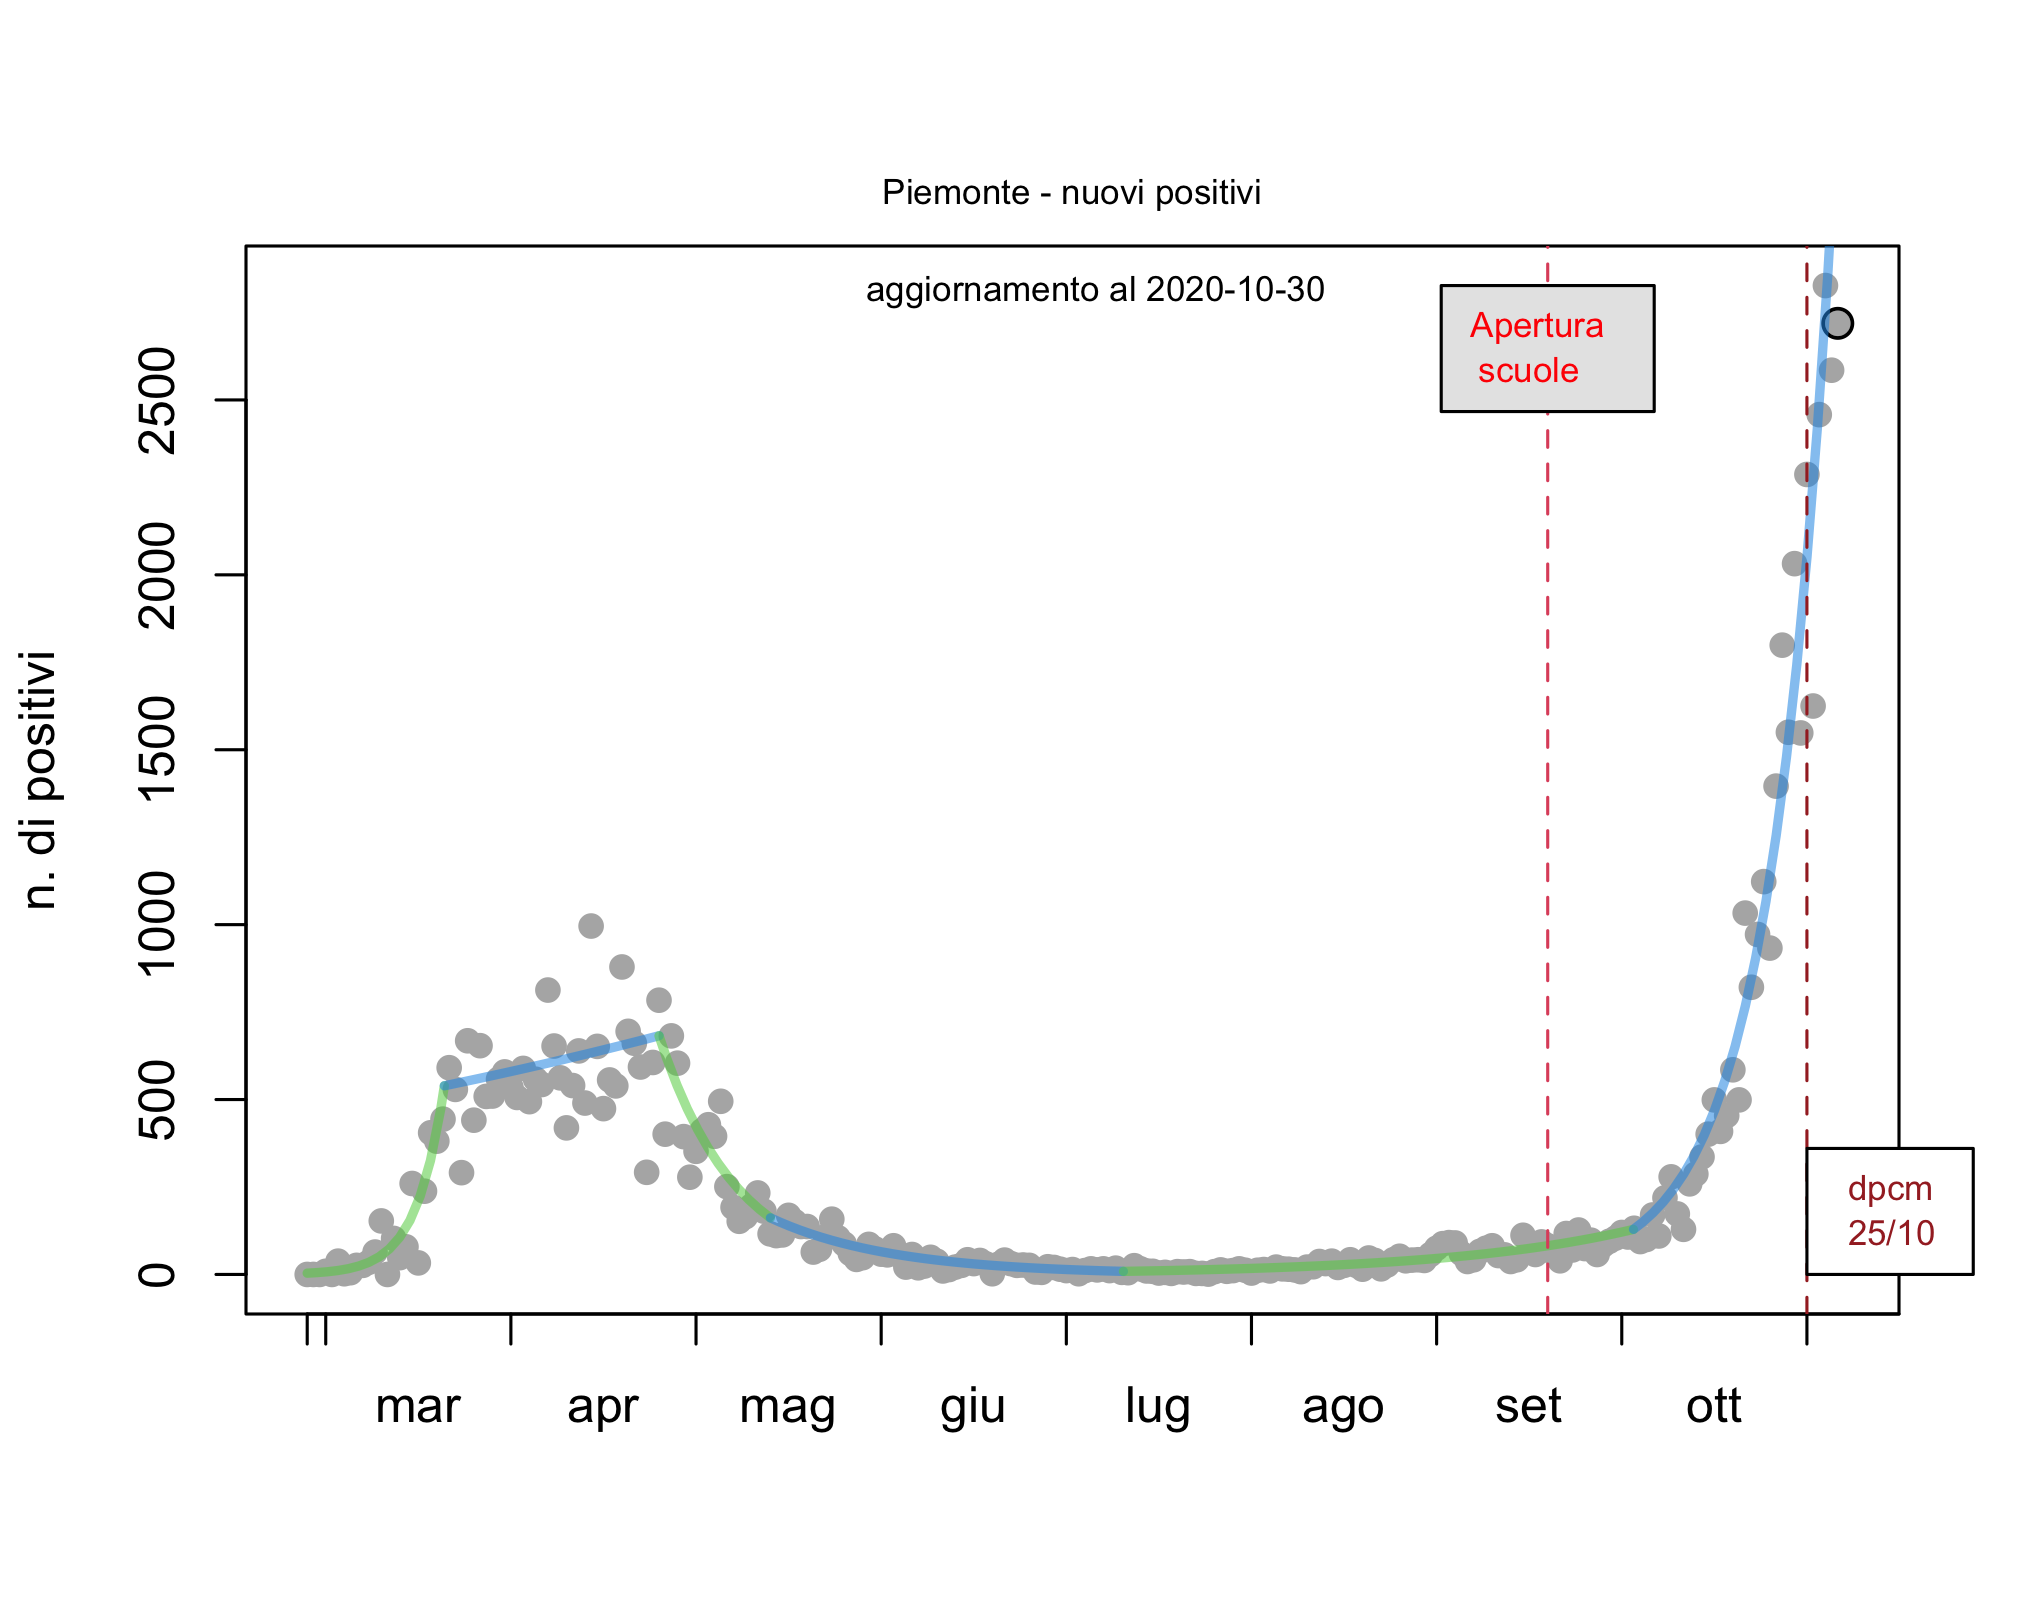 Piemonte - nuovi positivi
aggiornamento al 2020-10-30
Apertura
scuole
n. di positivi
2500
2000
1500
1000
500
0
dpcm
25/10
mar apr mag giu lug ago set ott